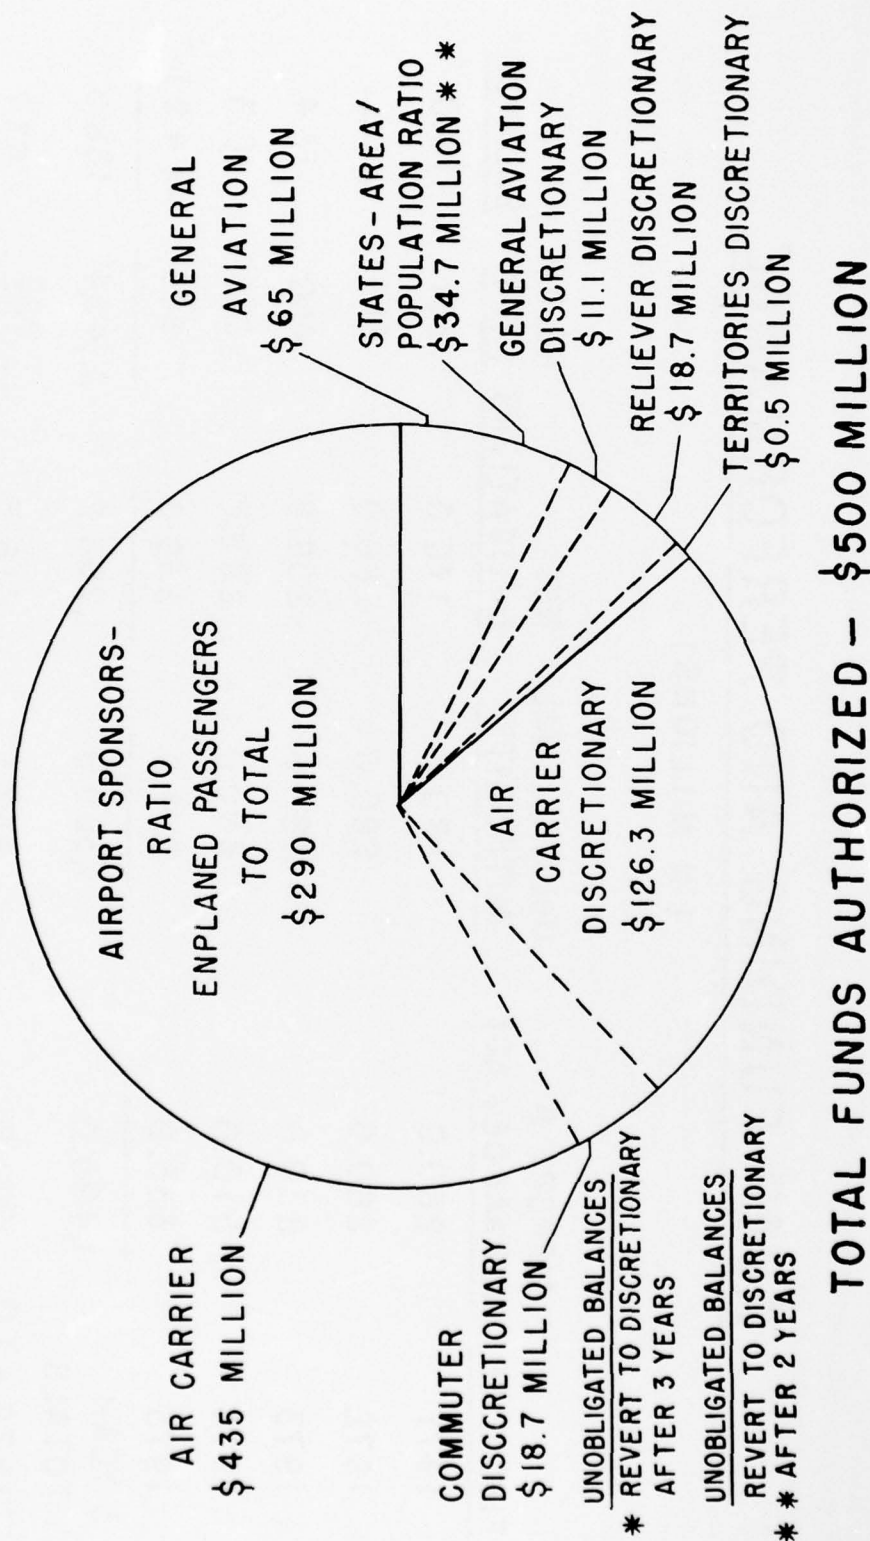 AIR CARRIER
$435 MILLION
AIRPORT SPONSORS-
RATIO
ENPLANED PASSENGERS
TO TOTAL
$290 MILLION
GENERAL
AVIATION
$65 MILLION
STATES-AREA/
POPULATION RATIO
$34.7 MILLION * *
GENERAL AVIATION
DISCRETIONARY
$11.1 MILLION
RELIEVER DISCRETIONARY
$18.7 MILLION
TERRITORIES DISCRETIONARY
$0.5 MILLION
AIR
CARRIER
DISCRETIONARY
$126.3 MILLION
COMMUTER
DISCCRETIONARY
$18.7 MILLION
UNOBLIGATED BALANCES
* REVERT TO DISCRETIONARY
AFTER 3 YEARS
UNOBLIGATED BALANCES
REVERT TO DISCRETIONARY
* * AFTER 2 YEARS
TOTAL FUNDS AUTHORIZED — $500 MILLION